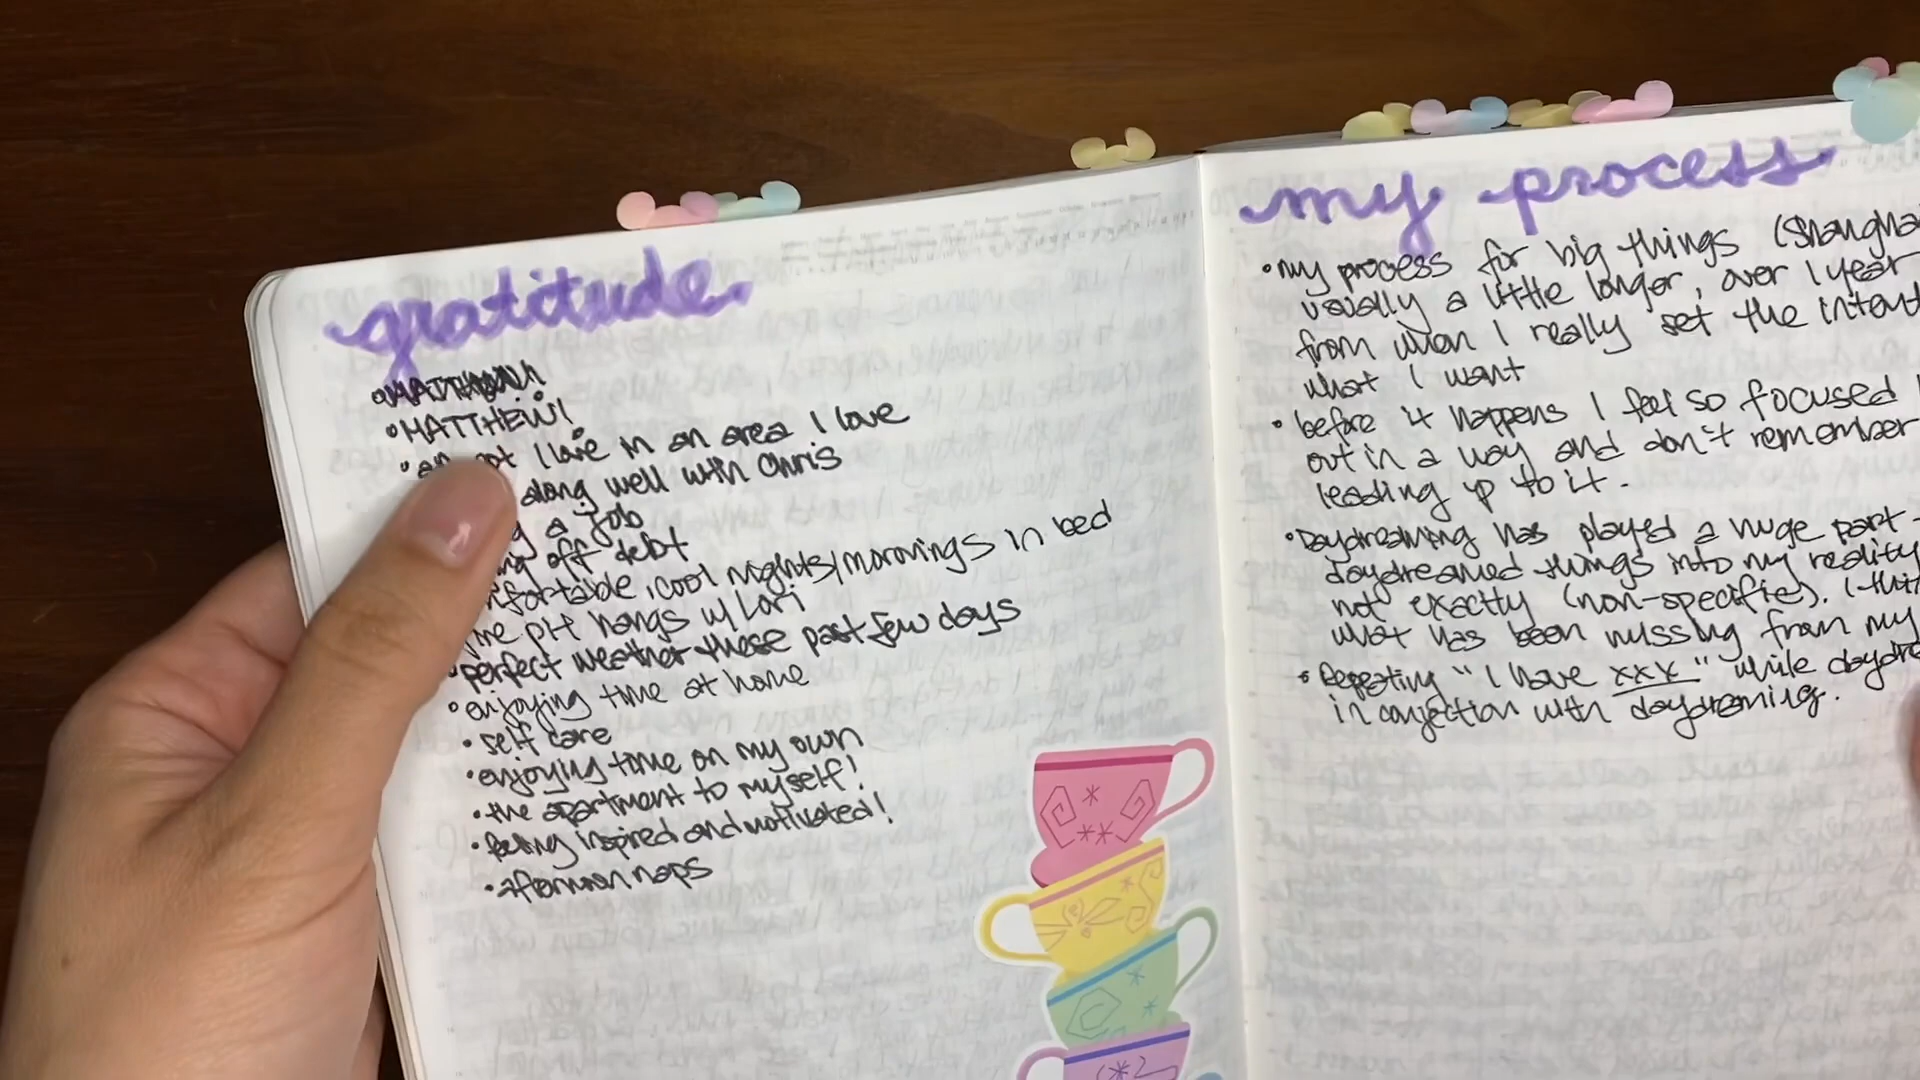 gratitude
• MATTHEW!
• MATTHEW!
I live in an area I love
along well with Chris
a job
off debt
cool nights/mornings in bed
hangs w/ Lori
• perfect weather these past few days
• enjoying time at home
• self care
• enjoying time on my own
• the apartment to myself!
• feeling inspired and motivated!
• afternoon naps
my process
• my process for big things (Shanghai
usually a little longer, over 1 year
from when I really set the
what I want
• before it happens I feel so focused
out in a way and don't remember
leading up to it.
• Daydreaming has played a huge part
daydreamed things into my reality
not exactly (non-specific).
what has been missing from my
• Repeating "I have xxx" while
in conjection with daydreaming.